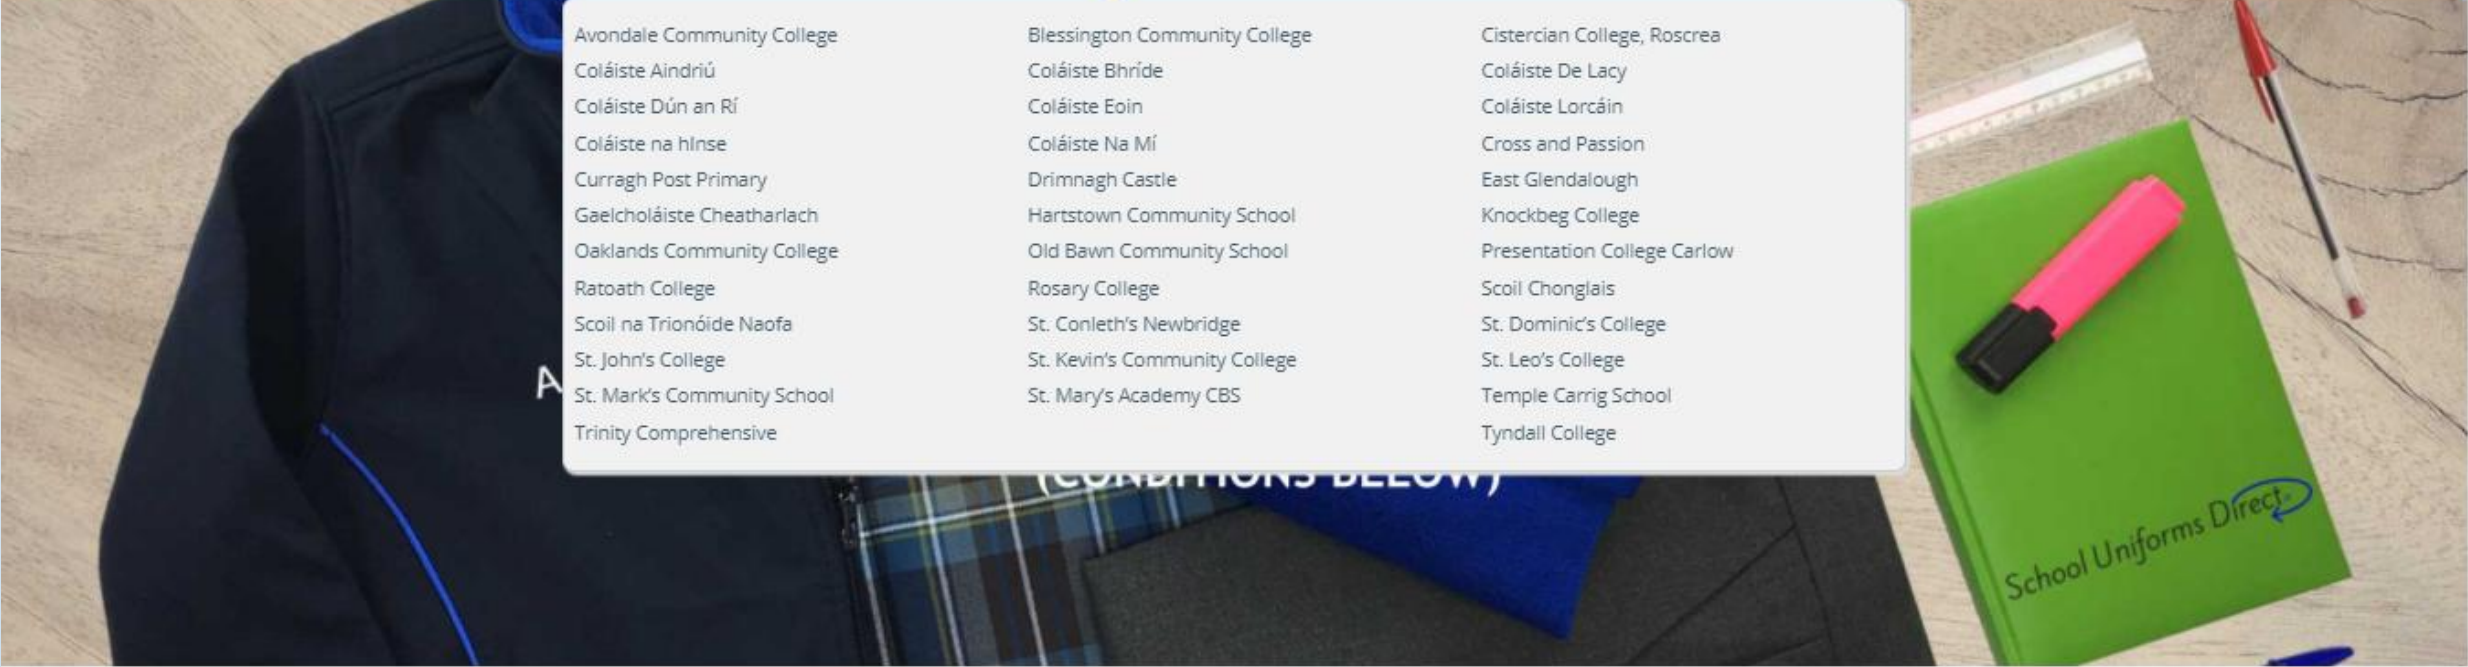 Avondale Community College
Blessington Community College
Cistercian College, Roscrea
Coláiste Aindriú
Coláiste Bhríde
Coláiste De Lacy
Coláiste Dún an Rí
Coláiste Eoin
Coláiste Lorcáin
Coláiste na hInse
Coláiste Na Mí
Cross and Passion
Curragh Post Primary
Drimnagh Castle
East Glendalough
Gaelcholáiste Cheatharlach
Hartstown Community School
Knockbeg College
Oaklands Community College
Old Bawn Community School
Presentation College Carlow
Ratoath College
Rosary College
Scoil Chonglais
Scoil na Trionóide Naofa
St. Conleth's Newbridge
St. Dominic's College
St. John's College
St. Kevin's Community College
St. Leo's College
A
St. Mark's Community School
St. Mary's Academy CBS
Temple Carrig School
Trinity Comprehensive
Tyndall College
(CONDITIONS BELOW)
School Uniforms Direct